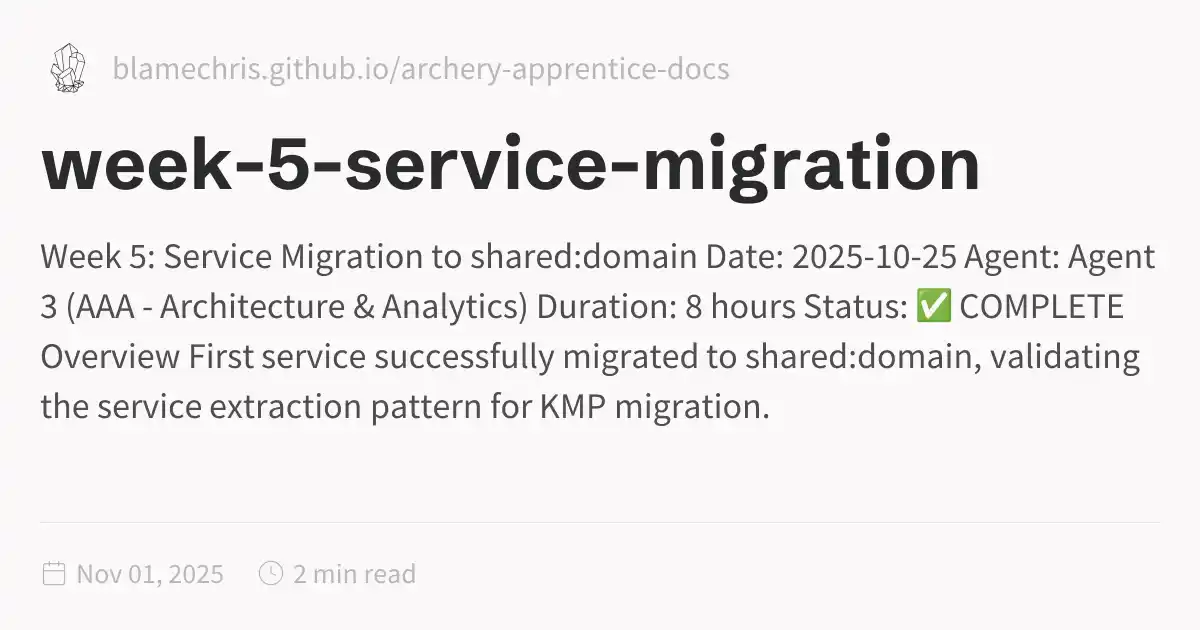 blamechris.github.io/archery-apprentice-docs
week-5-service-migration
Week 5: Service Migration to shared:domain Date: 2025-10-25 Agent: Agent
3 (AAA - Architecture & Analytics) Duration: 8 hours Status: ✅ COMPLETE
Overview First service successfully migrated to shared:domain, validating
the service extraction pattern for KMP migration.
Nov 01, 2025 2 min read